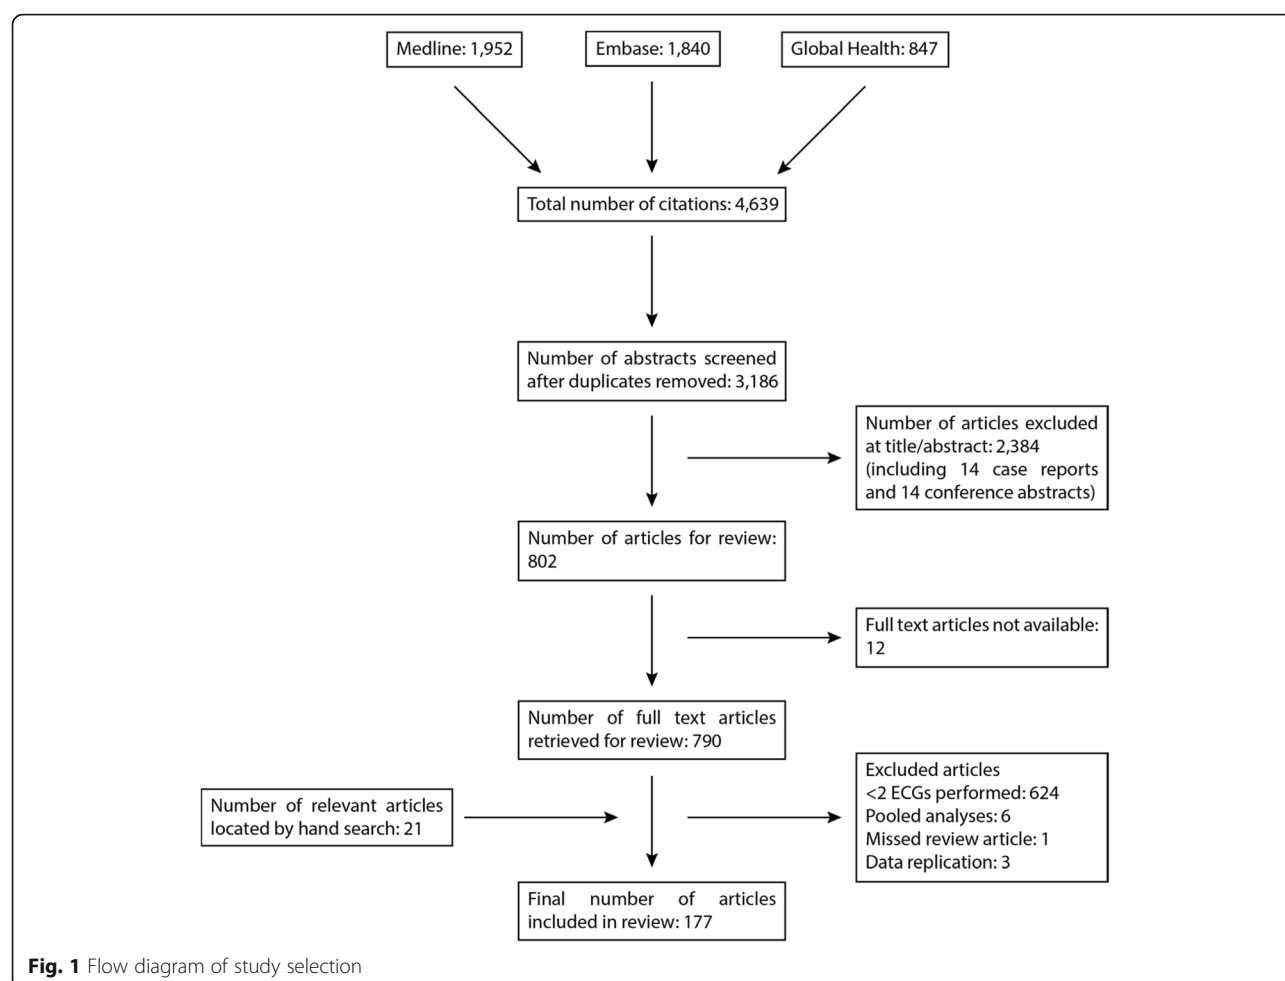 Medline: 1,952
Embase: 1,840
Global Health: 847
Total number of citations: 4,639
Number of abstracts screened
after duplicates removed: 3,186
Number of articles excluded
at title/abstract: 2,384
(including 14 case reports
and 14 conference abstracts)
Number of articles for review:
802
Full text articles not available:
12
Number of full text articles
retrieved for review: 790
Number of relevant articles
located by hand search: 21
Excluded articles
<2 ECGs performed: 624
Pooled analyses: 6
Missed review article: 1
Data replication: 3
Final number of articles
included in review: 177
Fig. 1 Flow diagram of study selection